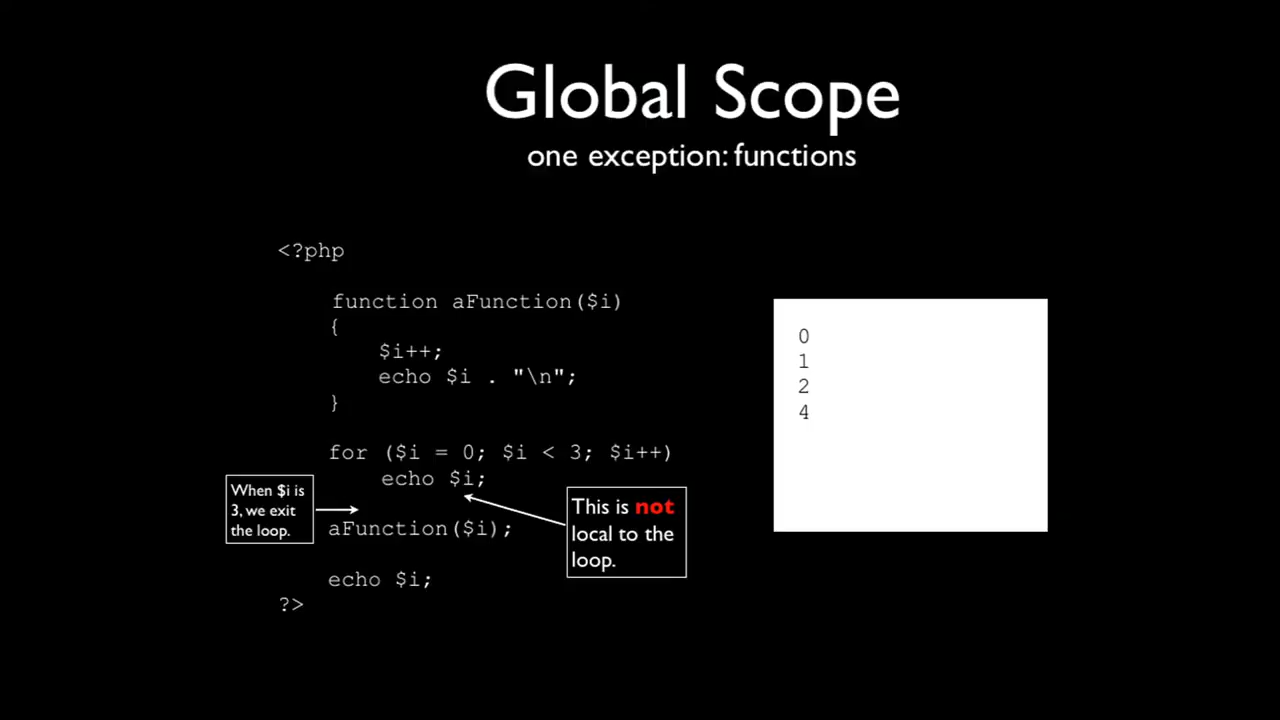 Global Scope
one exception: functions
<?php
function aFunction($i)
{
$i++;
echo $i . "\n";
}
for ($i = 0; $i < 3; $i++)
echo $i;
When $i is
3, we exit
the loop.
This is not
local to the
loop.
aFunction($i);
echo $i;
?>
0
1
2
4